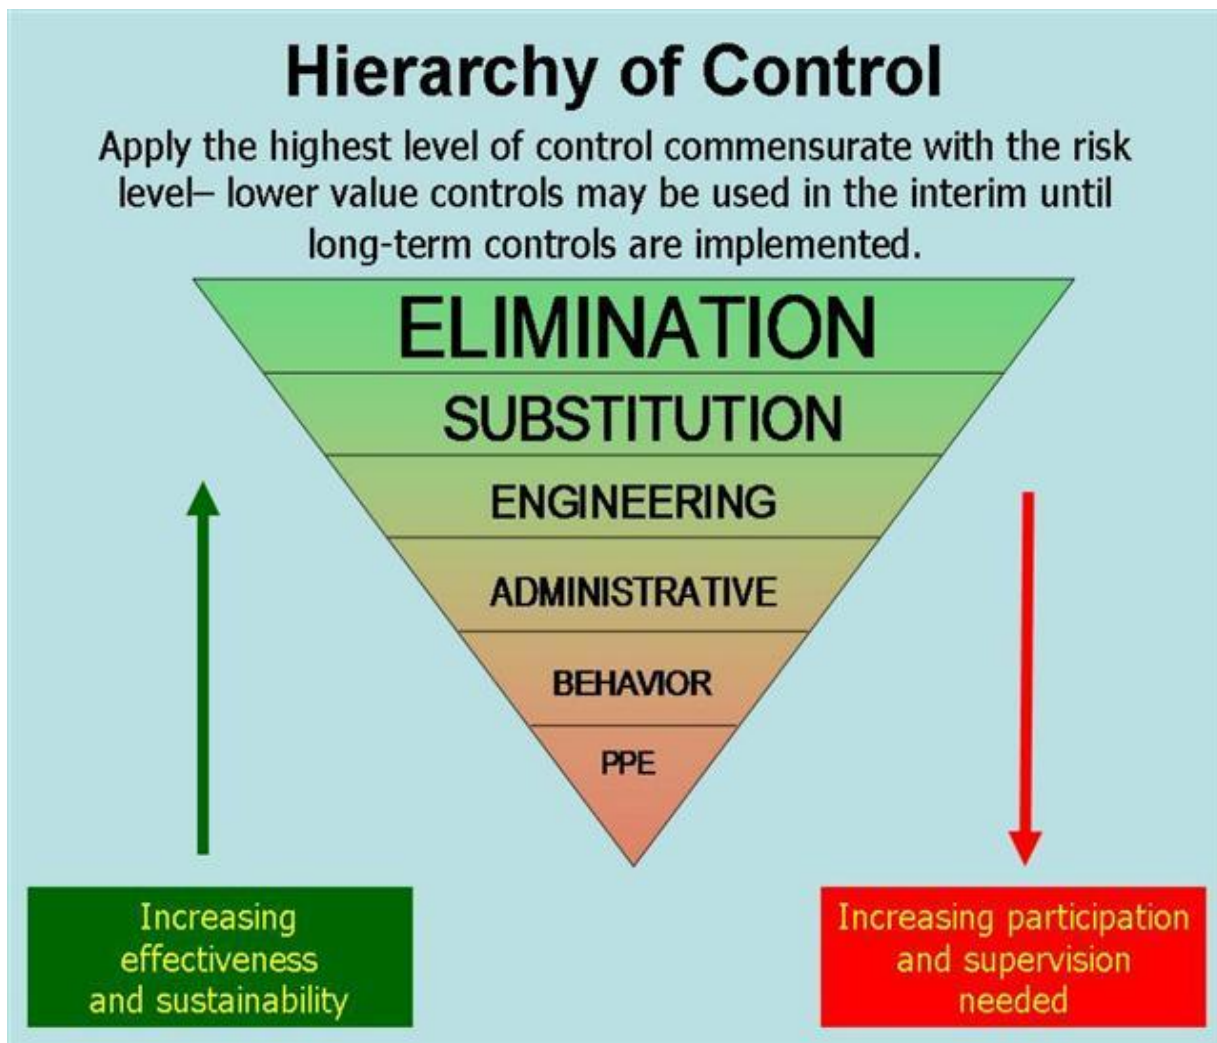 Hierarchy of Control
Apply the highest level of control commensurate with the risk
level– lower value controls may be used in the interim until
long-term controls are implemented.
ELIMINATION
SUBSTITUTION
ENGINEERING
ADMINISTRATIVE
BEHAVIOR
PPE
Increasing
effectiveness
and sustainability
Increasing participation
and supervision
needed